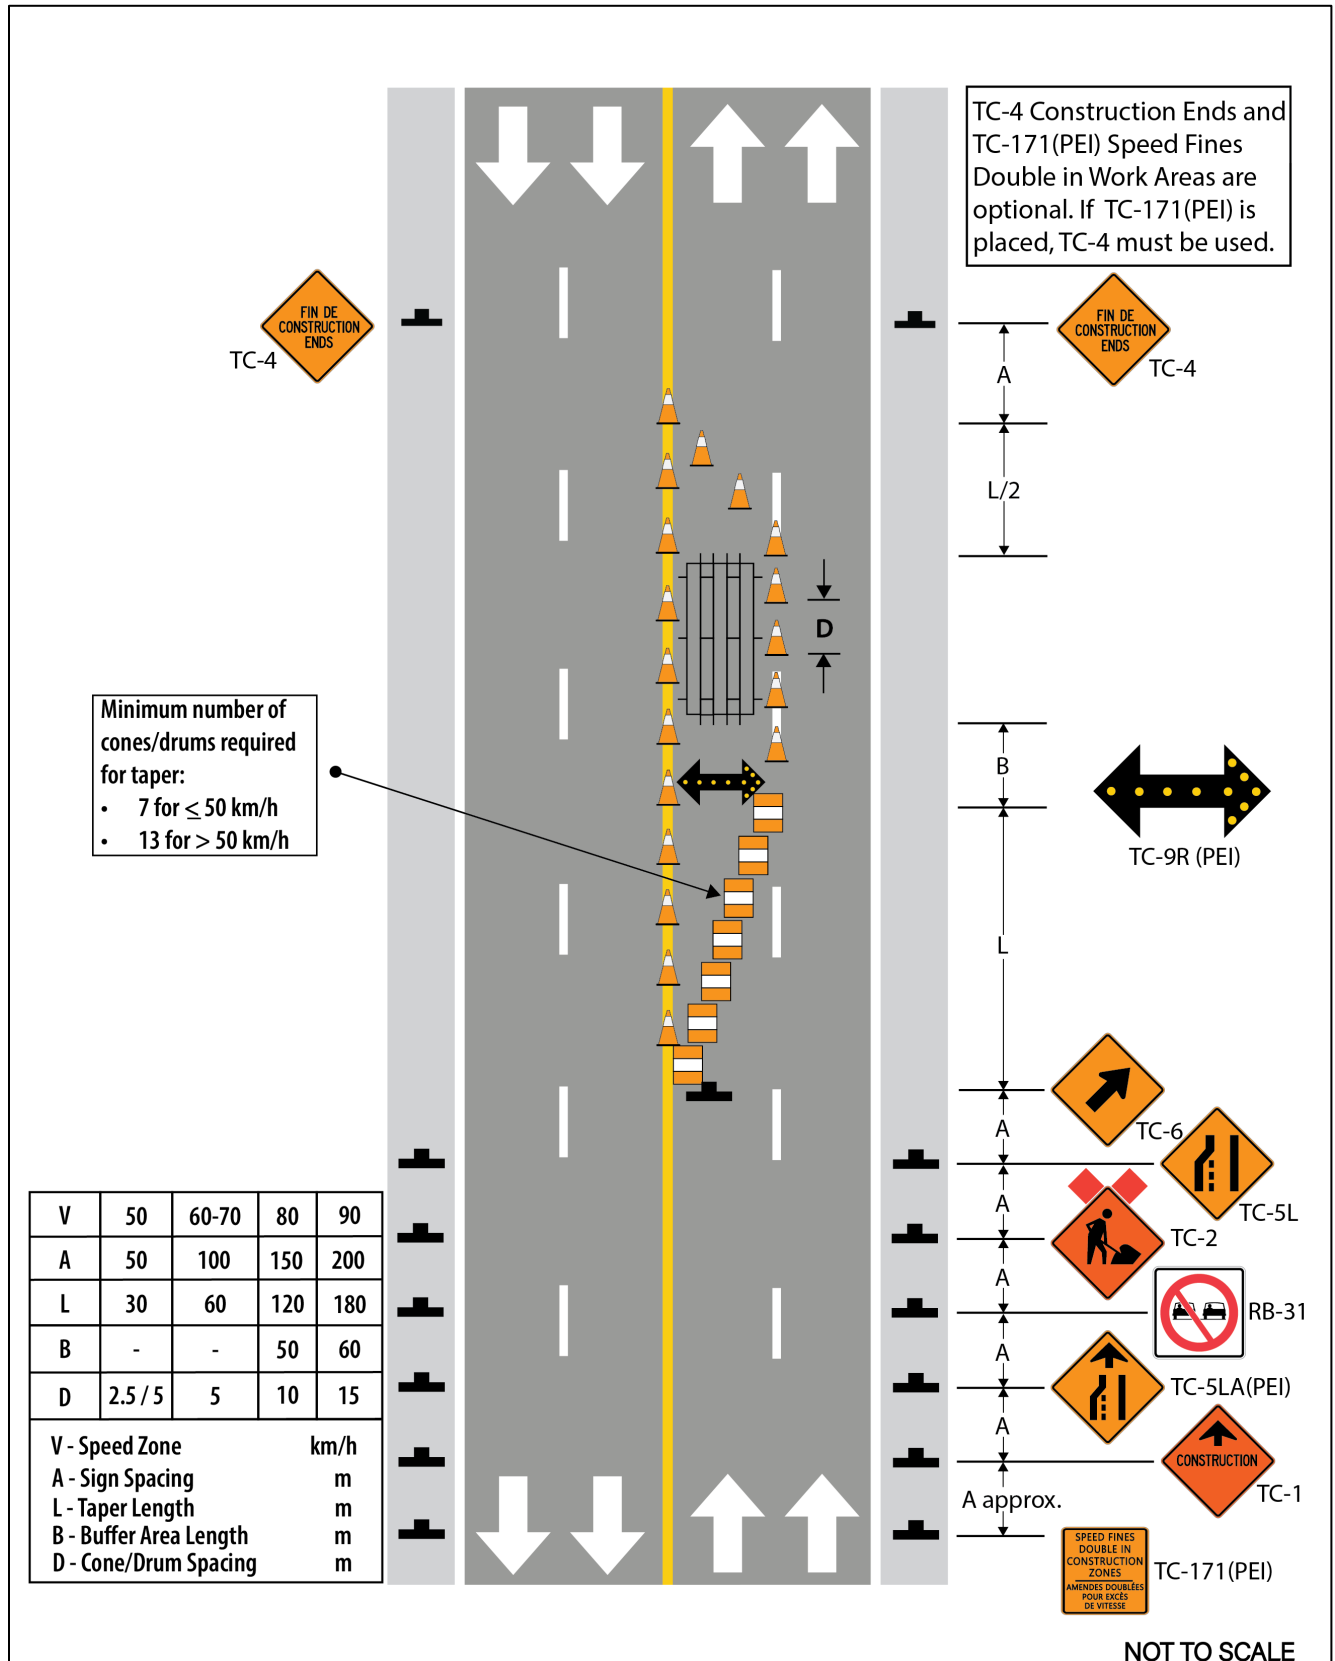 TC-4 Construction Ends and
TC-171(PEI) Speed Fines
Double in Work Areas are
optional. If TC-171(PEI) is
placed, TC-4 must be used.
FIN DE
CONSTRUCTION
ENDS
TC-4
FIN DE
CONSTRUCTION
ENDS
TC-4
A
L/2
D
Minimum number of
cones/drums required
for taper:
• 7 for ≤ 50 km/h
• 13 for > 50 km/h
B
TC-9R (PEI)
L
TC-6
A
TC-5L
A
TC-2
A
RB-31
A
TC-5LA(PEI)
A
CONSTRUCTION
TC-1
A approx.
SPEED FINES
DOUBLE IN
CONSTRUCTION
ZONES
AMENDES DOUBLÉES
POUR EXCÈS
DE VITESSE
TC-171(PEI)
V 50 60-70 80 90
A 50 100 150 200
L 30 60 120 180
B - - 50 60
D 2.5 / 5 5 10 15
V - Speed Zone km/h
A - Sign Spacing m
L - Taper Length m
B - Buffer Area Length m
D - Cone/Drum Spacing m
NOT TO SCALE